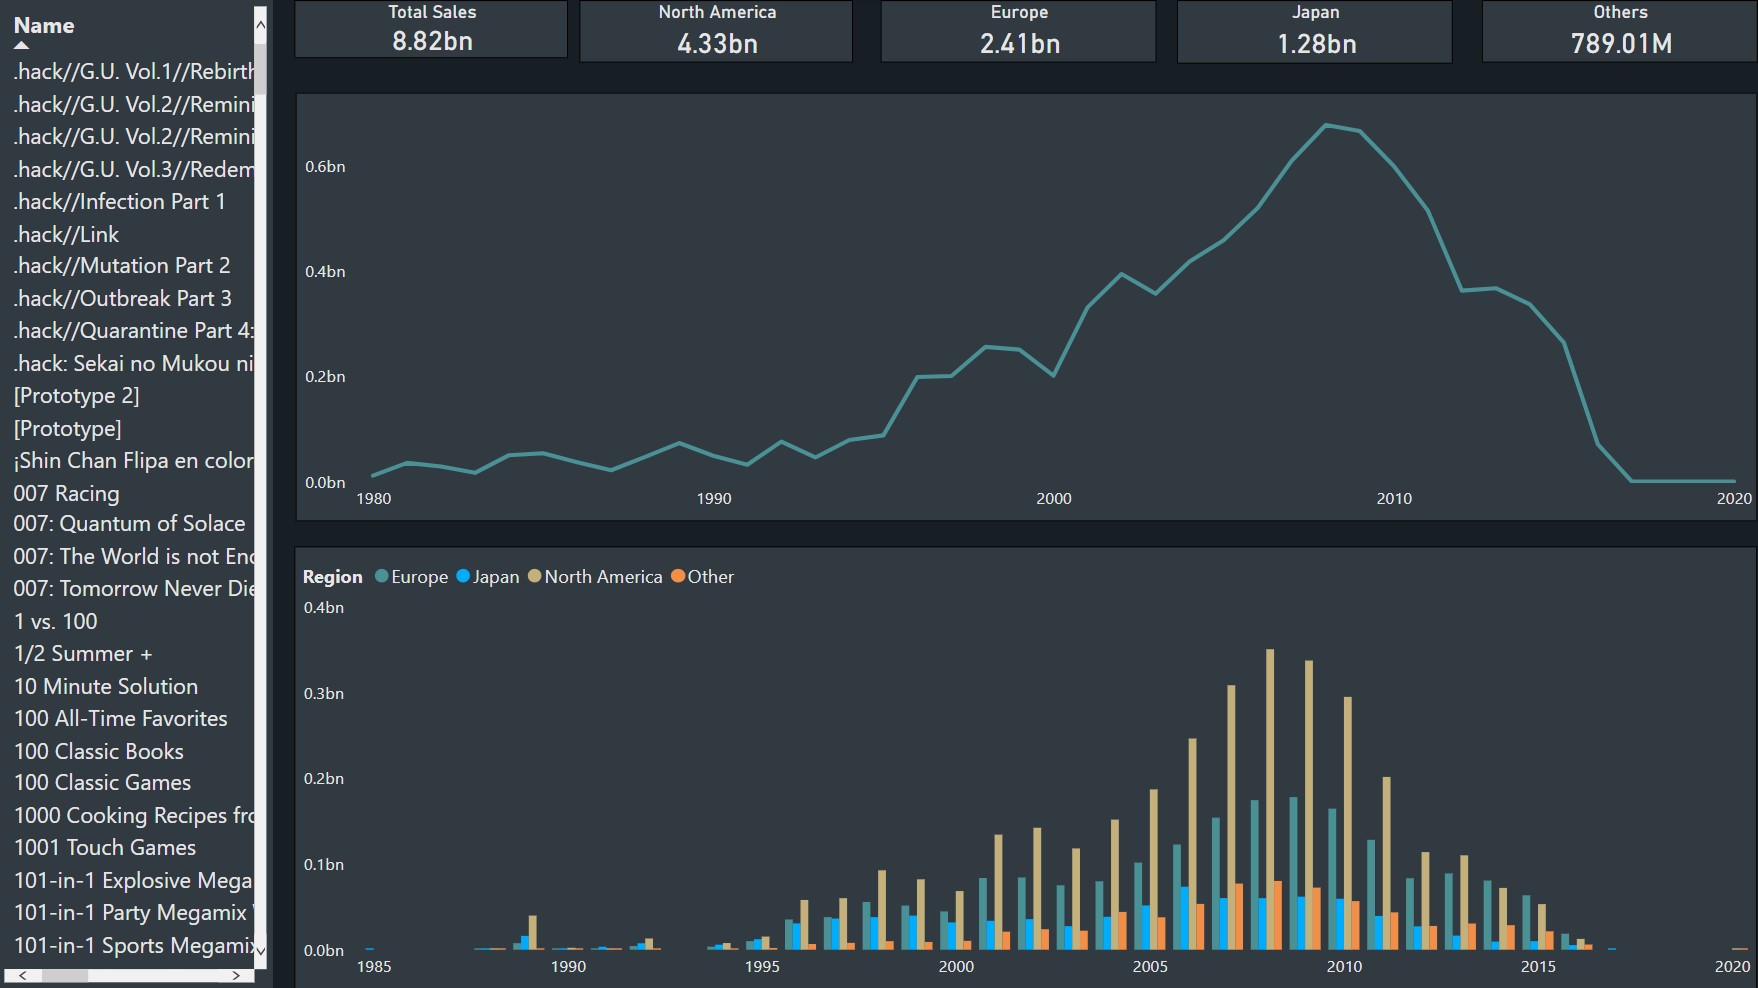 Name
.hack//G.U. Vol.1//Rebirth
.hack//G.U. Vol.2//Remini
.hack//G.U. Vol.2//Remini
.hack//G.U. Vol.3//Redem
.hack//Infection Part 1
.hack//Link
.hack//Mutation Part 2
.hack//Outbreak Part 3
.hack//Quarantine Part 4:
.hack: Sekai no Mukou ni
[Prototype 2]
[Prototype]
¡Shin Chan Flipa en color
007 Racing
007: Quantum of Solace
007: The World is not Eno
007: Tomorrow Never Die
1 vs. 100
1/2 Summer +
10 Minute Solution
100 All-Time Favorites
100 Classic Books
100 Classic Games
1000 Cooking Recipes fro
1001 Touch Games
101-in-1 Explosive Mega
101-in-1 Party Megamix
101-in-1 Sports Megamix
Total Sales
8.82bn
North America
4.33bn
Europe
2.41bn
Japan
1.28bn
Others
789.01M
0.6bn
0.4bn
0.2bn
0.0bn
1980 1990 2000 2010 2020
Region Europe Japan North America Other
0.4bn
0.3bn
0.2bn
0.1bn
0.0bn
1985 1990 1995 2000 2005 2010 2015 2020